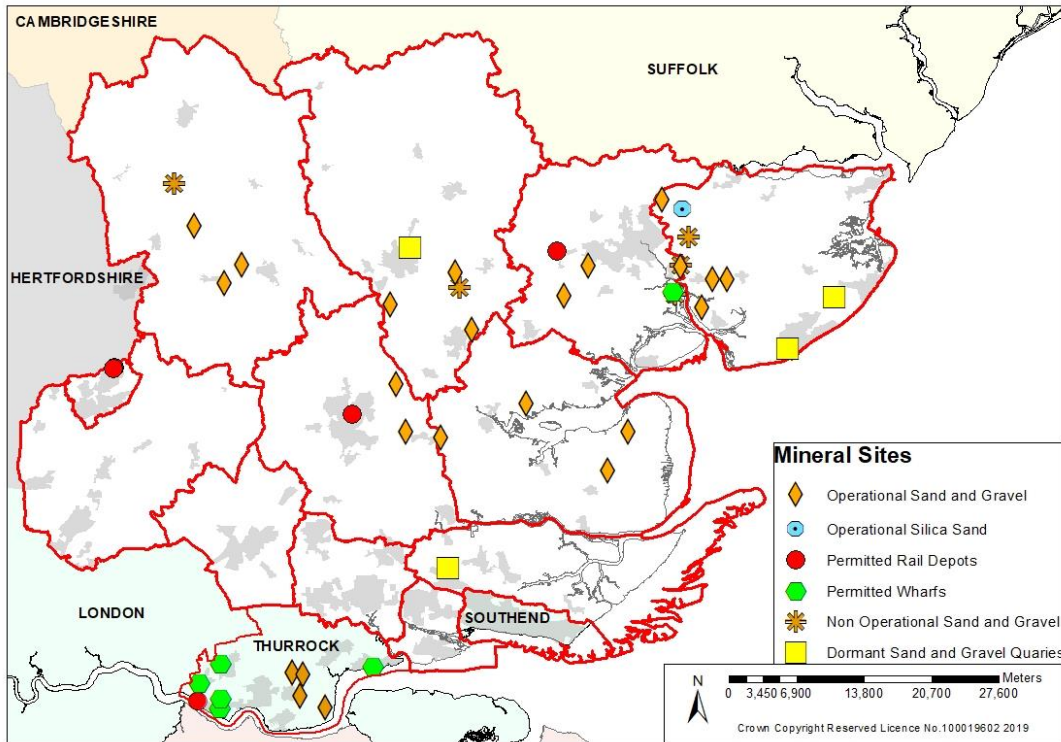 CAMBRIDGESHIRE
SUFFOLK
HERTFORDSHIRE
LONDON
THURROCK
SOUTHEND
Mineral Sites
Operational Sand and Gravel
Operational Silica Sand
Permitted Rail Depots
Permitted Wharfs
Non Operational Sand and Gravel
Dormant Sand and Gravel Quaries
N
Meters
0 3,450 6,900 13,800 20,700 27,600
Crown Copyright Reserved Licence No.100019602 2019